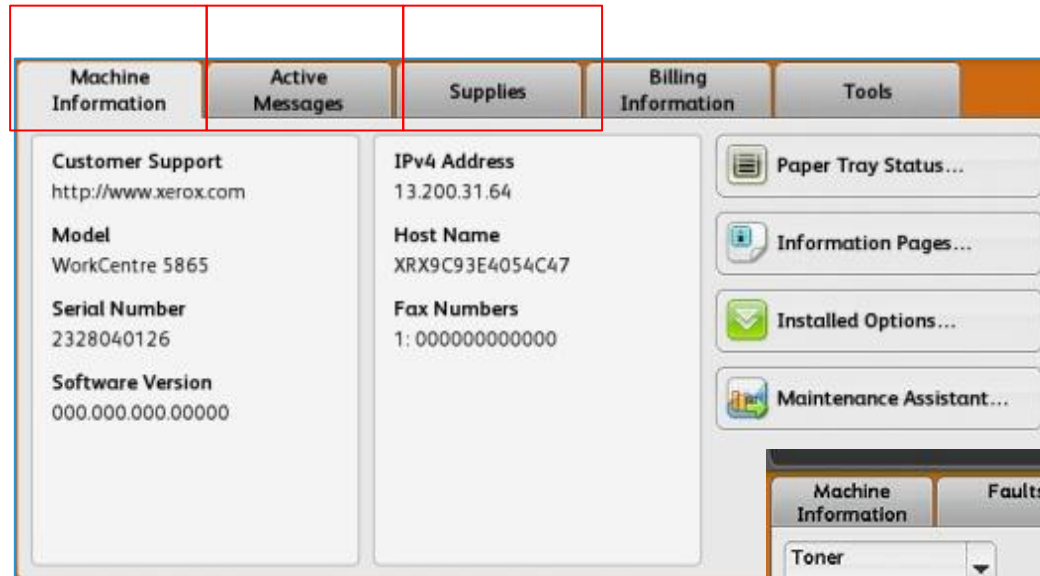 Machine
Information
Active
Messages
Supplies
Billing
Information
Tools
Customer Support
http://www.xerox.com
Model
WorkCentre 5865
Serial Number
2328040126
Software Version
000.000.000.00000
IPv4 Address
13.200.31.64
Host Name
XRX9C93E4054C47
Fax Numbers
1: 000000000000
Paper Tray Status...
Information Pages...
Installed Options...
Maintenance Assistant...
Machine
Information
Faults
Toner